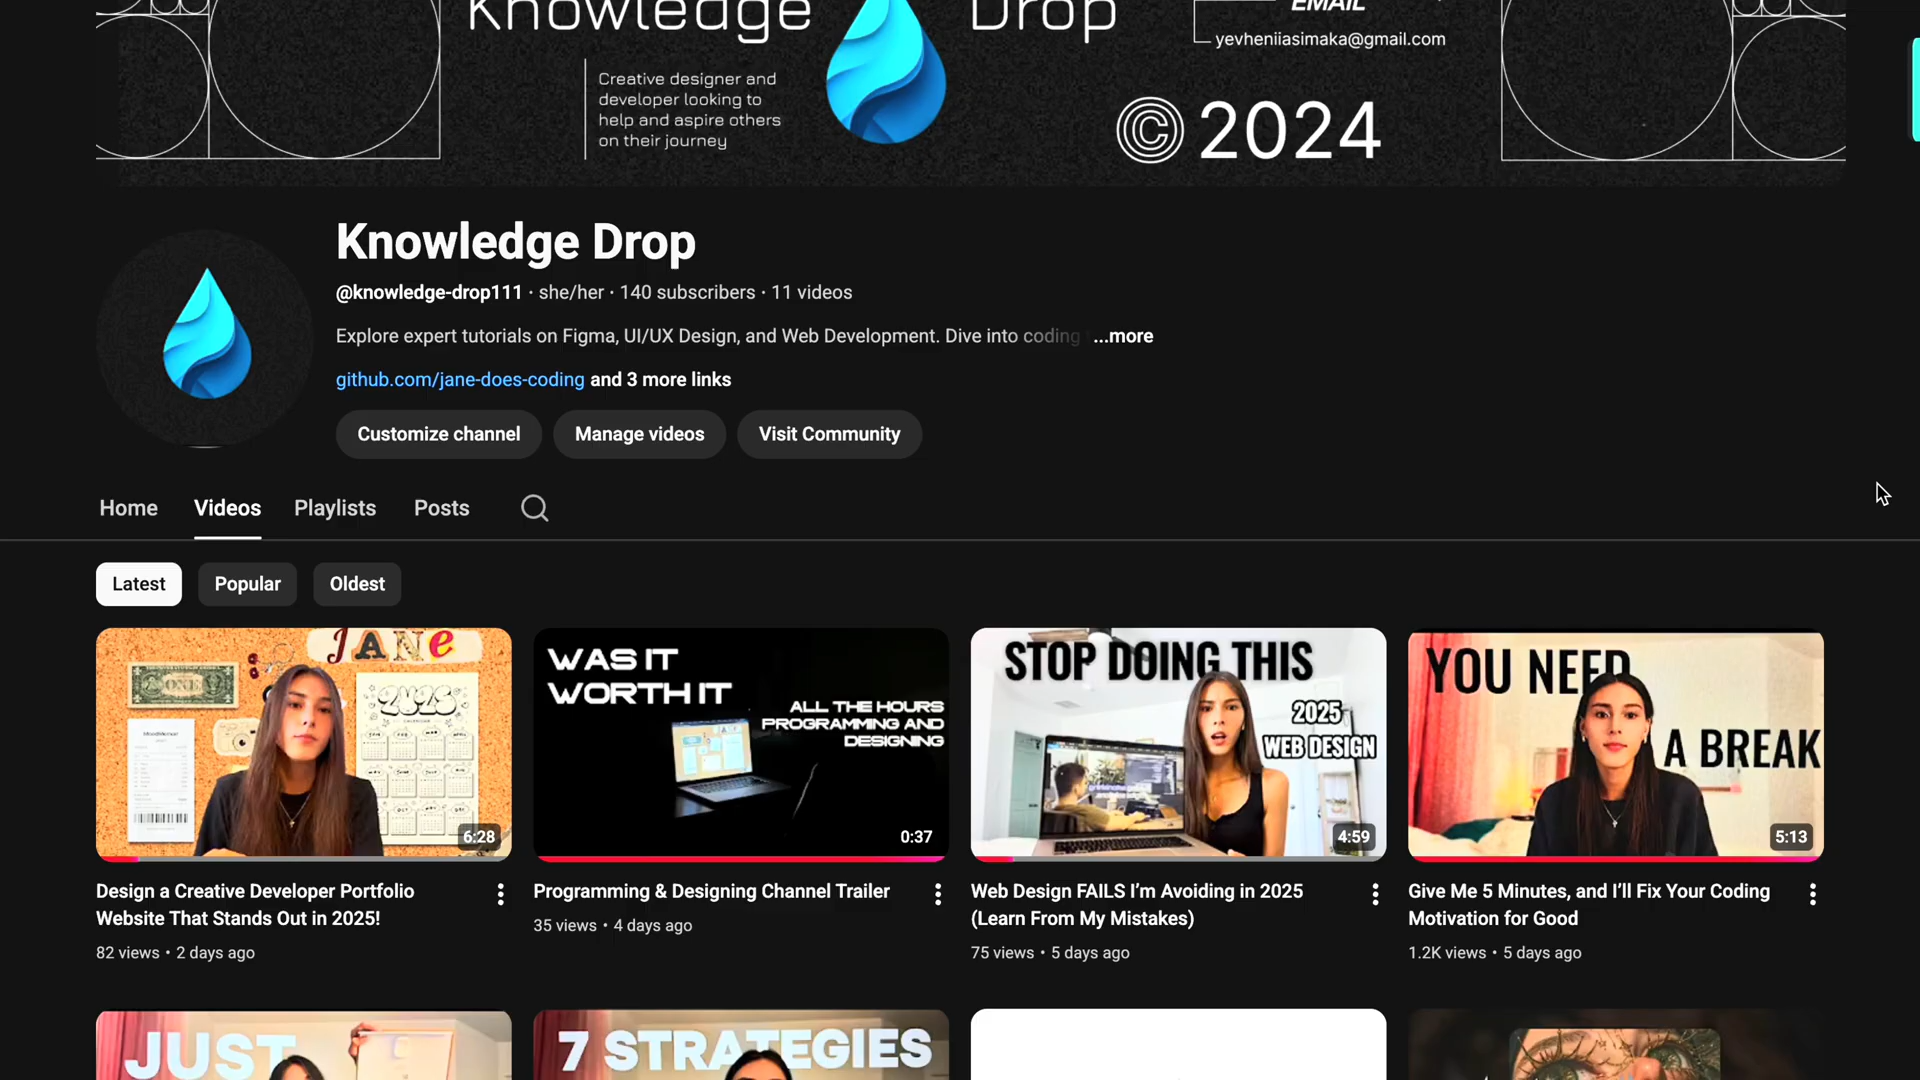 Knowledge Drop
EMAIL
yevheniiasimaka@gmail.com
Creative designer and
developer looking to
help and aspire others
on their journey
© 2024
Knowledge Drop
@knowledge-drop111 · she/her · 140 subscribers · 11 videos
Explore expert tutorials on Figma, UI/UX Design, and Web Development. Dive into coding ...more
github.com/jane-does-coding and 3 more links
Customize channel
Manage videos
Visit Community
Home
Videos
Playlists
Posts
Latest
Popular
Oldest
JANe
ONE
2025
6:28
WAS IT
WORTH IT
ALL THE HOURS
PROGRAMMING AND
DESIGNING
0:37
STOP DOING THIS
2025
WEB DESIGN
4:59
YOU NEED
A BREAK
5:13
Design a Creative Developer Portfolio
Website That Stands Out in 2025!
82 views • 2 days ago
Programming & Designing Channel Trailer
35 views • 4 days ago
Web Design FAILS I’m Avoiding in 2025
(Learn From My Mistakes)
75 views • 5 days ago
Give Me 5 Minutes, and I’ll Fix Your Coding
Motivation for Good
1.2K views • 5 days ago
JUST
7 STRATEGIES